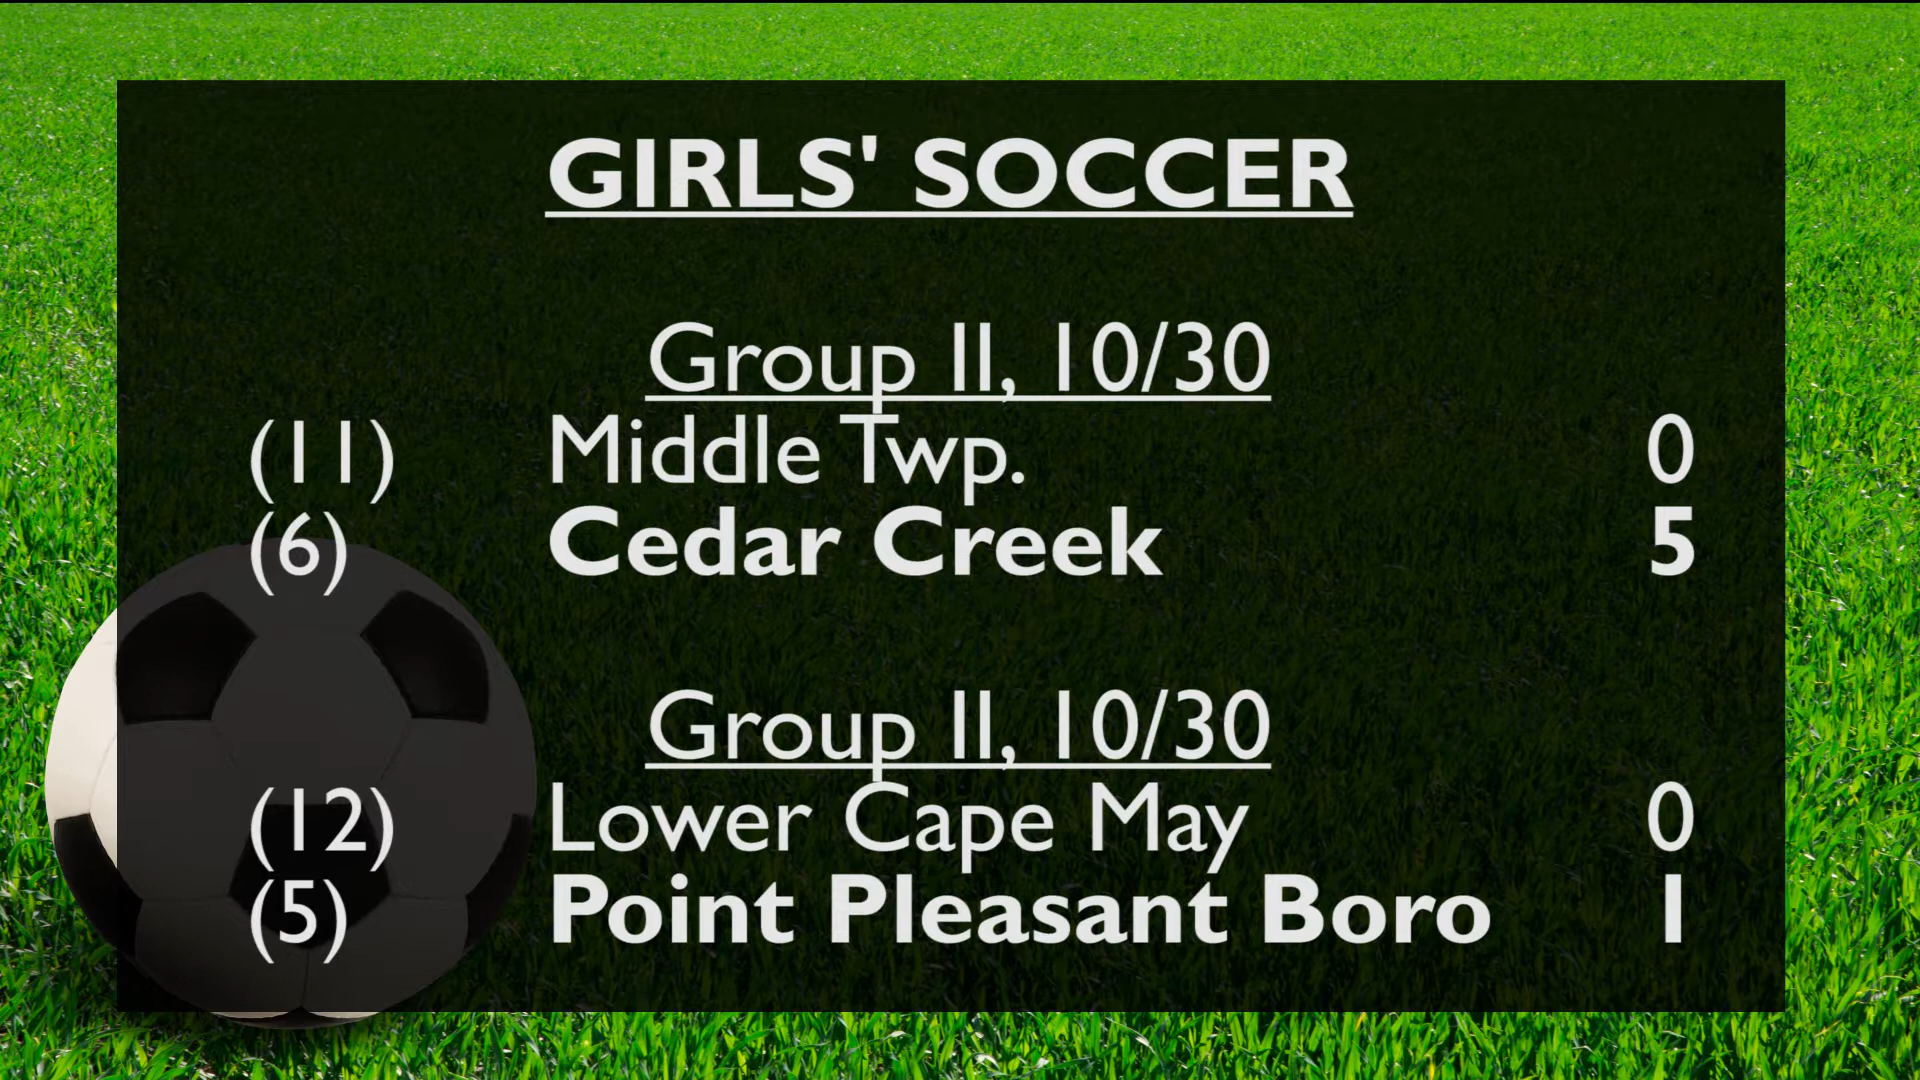 GIRLS' SOCCER
Group II, 10/30
(11) Middle Twp. 0
(6) Cedar Creek 5
Group II, 10/30
(12) Lower Cape May 0
(5) Point Pleasant Boro 1